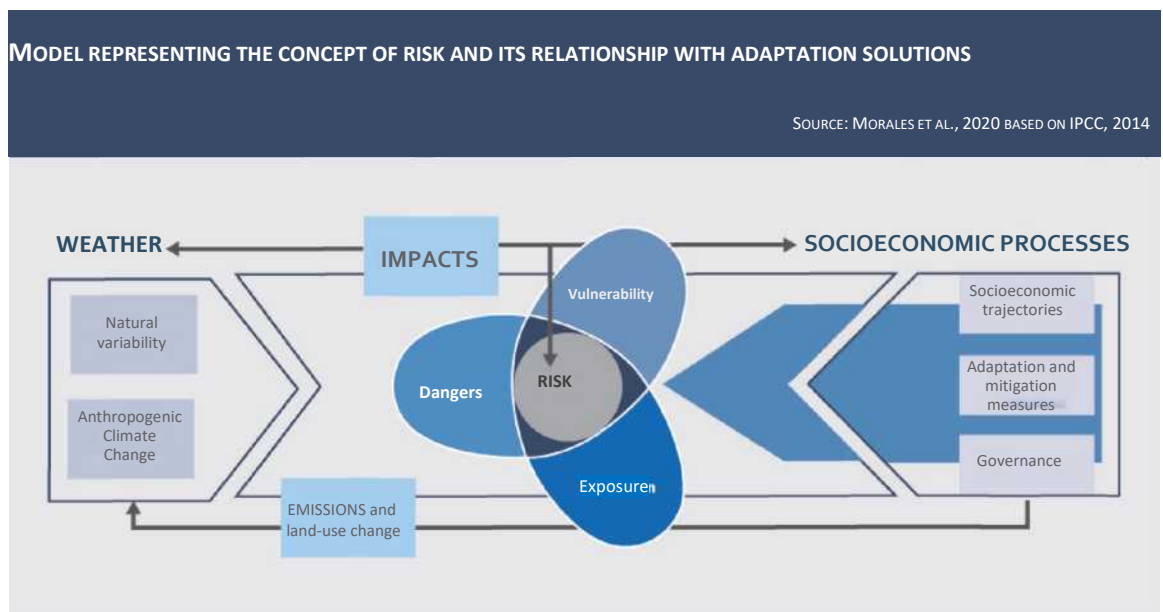 MODEL REPRESENTING THE CONCEPT OF RISK AND ITS RELATIONSHIP WITH ADAPTATION SOLUTIONS
SOURCE: MORALES ET AL., 2020 BASED ON IPCC, 2014
WEATHER
IMPACTS
SOCIOECONOMIC PROCESSES
Natural
variability
Anthropogenic
Climate
Change
Vulnerability
Dangers
RISK
Exposure
Socioeconomic
trajectories
Adaptation and
mitigation
measures
Governance
EMISSIONS and
land-use change